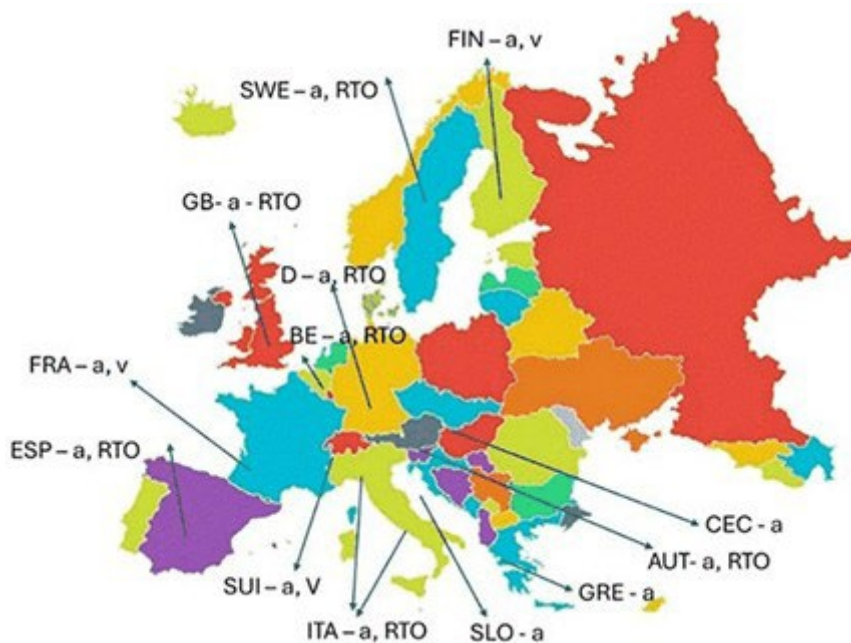 FIN – a, v
SWE – a, RTO
GB- a - RTO
D – a, RTO
BE – a, RTO
FRA – a, v
ESP – a, RTO
CEC - a
AUT- a, RTO
SUI – a, V
GRE - a
ITA – a, RTO
SLO - a